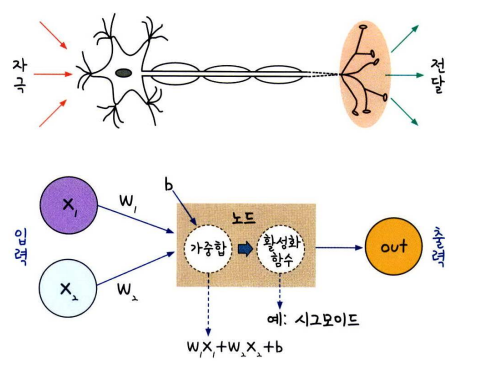 자극
전달
입력
X₁
W₁
X₂
W₂
b
노드
가중합
활성화
함수
out
출력
예: 시그모이드
W₁X₁+W₂X₂+b